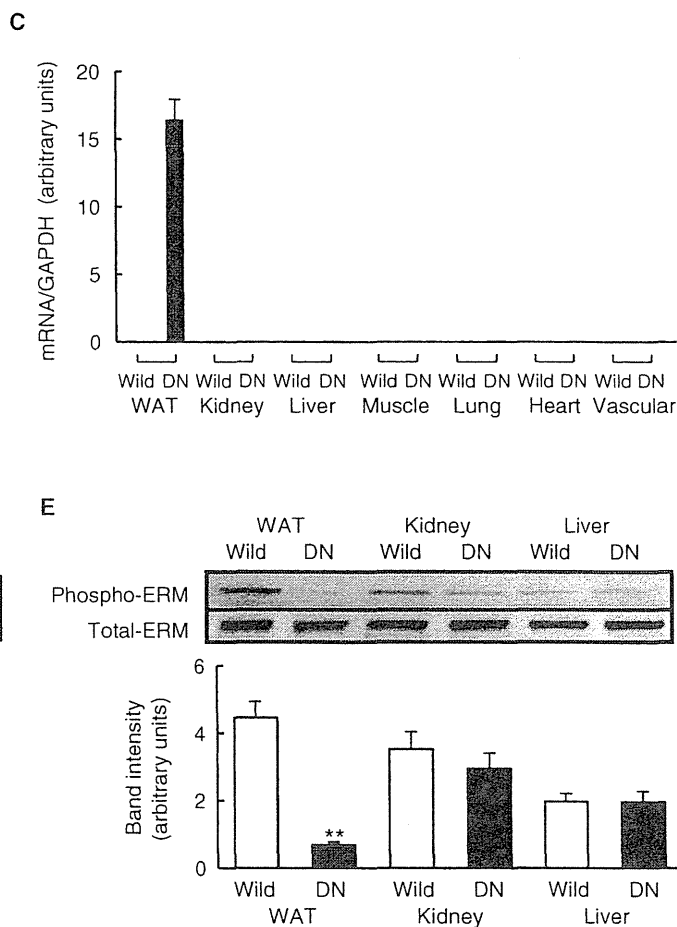 C
mRNA/GAPDH (arbitrary units)
20
15
10
5
0
Wild DN Wild DN Wild DN Wild DN Wild DN Wild DN Wild DN
WAT Kidney Liver Muscle Lung Heart Vascular
E
WAT Kidney Liver
Wild DN Wild DN Wild DN
Phospho-ERM
Total-ERM
Band intensity
(arbitrary units)
6
4
2
0
**
Wild DN Wild DN Wild DN
WAT Kidney Liver